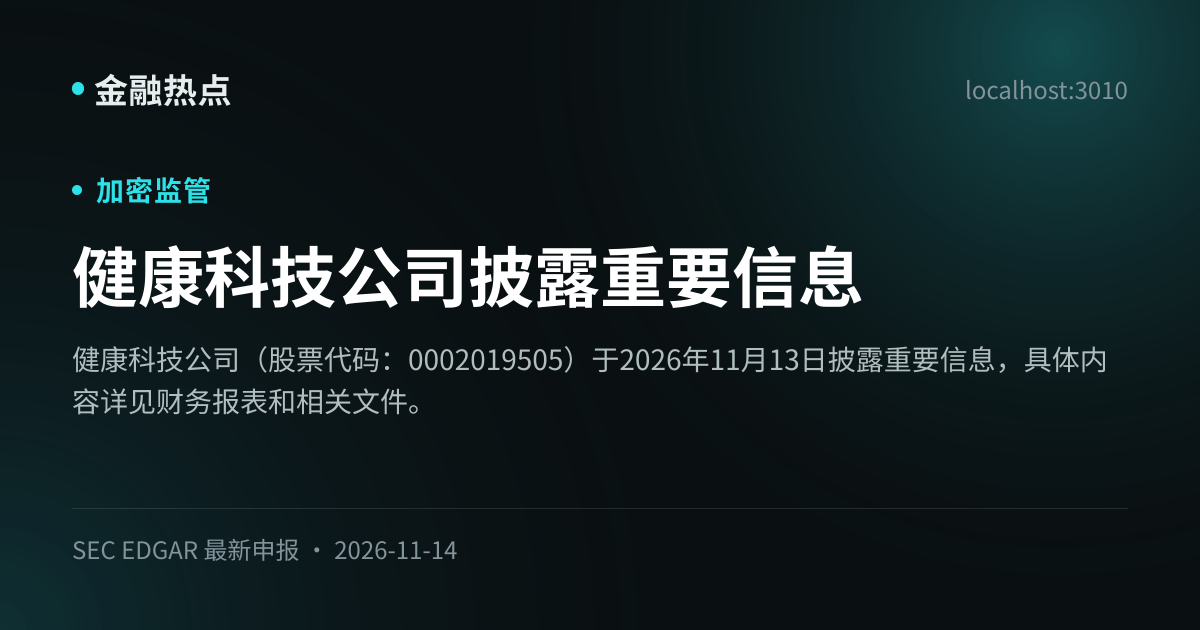 金融热点
localhost:3010
加密监管
健康科技公司披露重要信息
健康科技公司（股票代码：0002019505）于2026年11月13日披露重要信息，具体内
容详见财务报表和相关文件。
SEC EDGAR 最新申报 · 2026-11-14